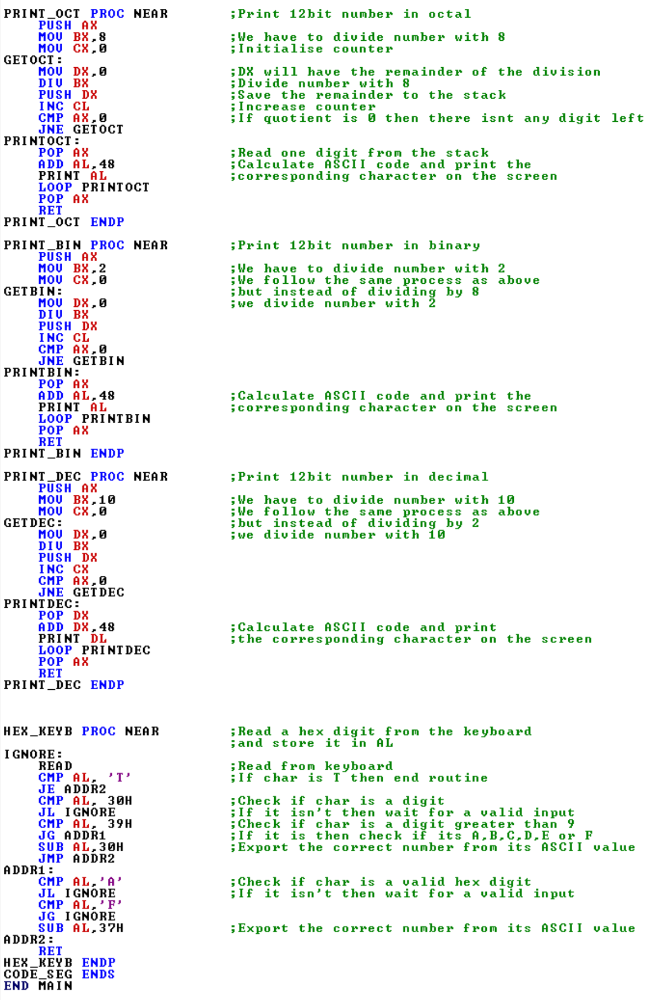 PRINT_OCT PROC NEAR ;Print 12bit number in octal
PUSH AX
MOV BX,8 ;We have to divide number with 8
MOV CX,0 ;Initialise counter
GETOCT:
MOV DX,0 ;DX will have the remainder of the division
DIV BX ;Divide number with 8
PUSH DX ;Save the remainder to the stack
INC CL ;Increase counter
CMP AX,0 ;If quotient is 0 then there isnt any digit left
JNE GETOCT
PRINTOCT:
POP AX ;Read one digit from the stack
ADD AL,48 ;Calculate ASCII code and print the
PRINT AL ;corresponding character on the screen
LOOP PRINTOCT
POP AX
RET
PRINT_OCT ENDP
PRINT_BIN PROC NEAR ;Print 12bit number in binary
PUSH AX
MOV BX,2 ;We have to divide number with 2
MOV CX,0 ;We follow the same process as above
GETBIN: ;but instead of dividing by 8
MOV DX,0 ;we divide number with 2
DIV BX
PUSH DX
INC CL
CMP AX,0
JNE GETBIN
PRINTBIN:
POP AX
ADD AL,48 ;Calculate ASCII code and print the
PRINT AL ;corresponding character on the screen
LOOP PRINTBIN
POP AX
RET
PRINT_BIN ENDP
PRINT_DEC PROC NEAR ;Print 12bit number in decimal
PUSH AX
MOV BX,10 ;We have to divide number with 10
MOV CX,0 ;We follow the same process as above
GETDEC: ;but instead of dividing by 2
MOV DX,0 ;we divide number with 10
DIV BX
PUSH DX
INC CX
CMP AX,0
JNE GETDEC
PRINTDEC:
POP DX
ADD DX,48 ;Calculate ASCII code and print
PRINT DL ;the corresponding character on the screen
LOOP PRINTDEC
POP AX
RET
PRINT_DEC ENDP
HEX_KEYB PROC NEAR ;Read a hex digit from the keyboard
;and store it in AL
IGNORE:
READ ;Read from keyboard
CMP AL, 'T' ;If char is T then end routine
JE ADDR2
CMP AL, 30H ;Check if char is a digit
JL IGNORE ;If it isn't then wait for a valid input
CMP AL, 39H ;Check if char is a digit greater than 9
JG ADDR1 ;If it is then check if its A,B,C,D,E or F
SUB AL,30H ;Export the correct number from its ASCII value
JMP ADDR2
ADDR1:
CMP AL,'A' ;Check if char is a valid hex digit
JL IGNORE ;If it isn't then wait for a valid input
CMP AL,'F'
JG IGNORE
SUB AL,37H ;Export the correct number from its ASCII value
ADDR2:
RET
HEX_KEYB ENDP
CODE_SEG ENDS
END MAIN